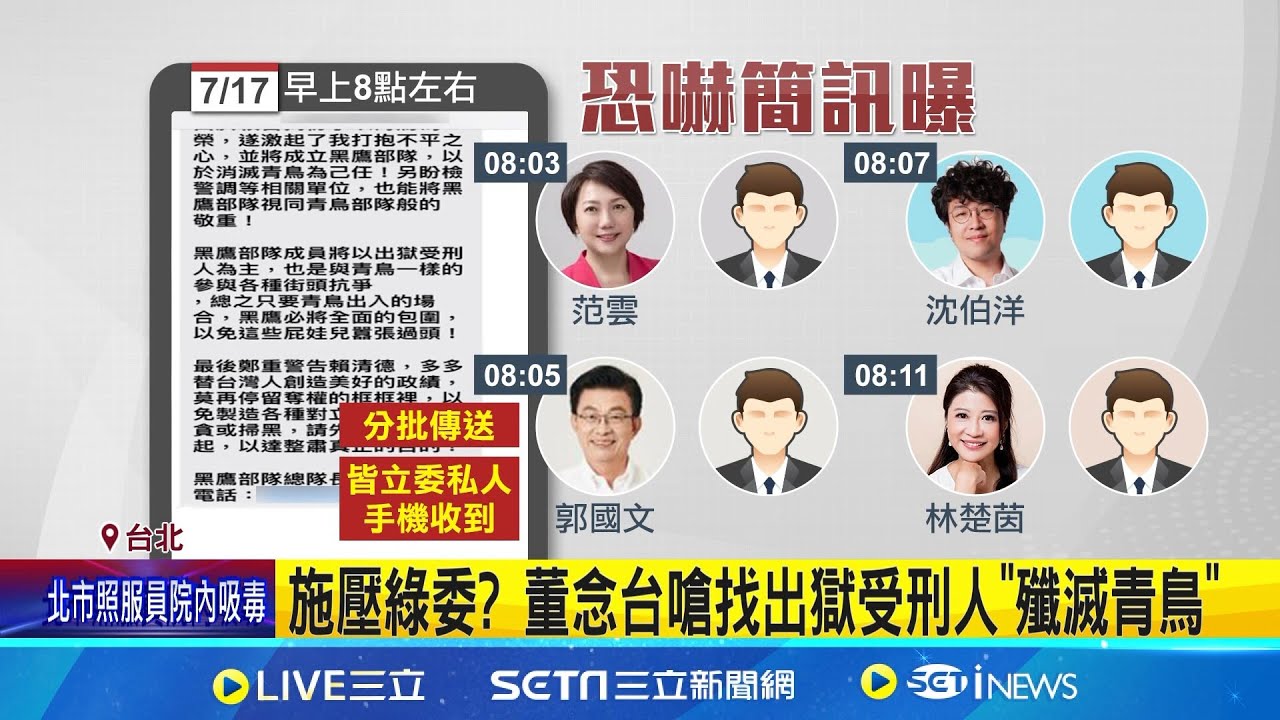 7/17 早上8點左右
恐嚇簡訊曝
榮，遂激起了我打抱不平之
心，並將成立黑鷹部隊，以
於消滅青鳥為己任！另盼檢
警調等相關單位，也能將黑
鷹部隊視同青鳥部隊般的
敬重！
黑鷹部隊成員將以出獄受刑
人為主，也是與青鳥一樣的
參與各種街頭抗爭
，總之只要青鳥出入的場
合，黑鷹必將全面的包圍，
以免這些屁娃兒囂張過頭！
最後鄭重警告賴清德，多多
替台灣人創造美好的政績，
莫再停留奪權的框框裡，以
免製造各種對立
貪或掃黑，請先
起，以達整肅真正的目的！
黑鷹部隊總隊長
電話：
分批傳送
皆立委私人
手機收到
08:03
范雲
08:07
沈伯洋
08:05
郭國文
08:11
林楚茵
台北
北市照服員院內吸毒
施壓綠委? 董念台嗆找出獄受刑人"殲滅青鳥"
LIVE三立
SETN三立新聞網
SET iNEWS